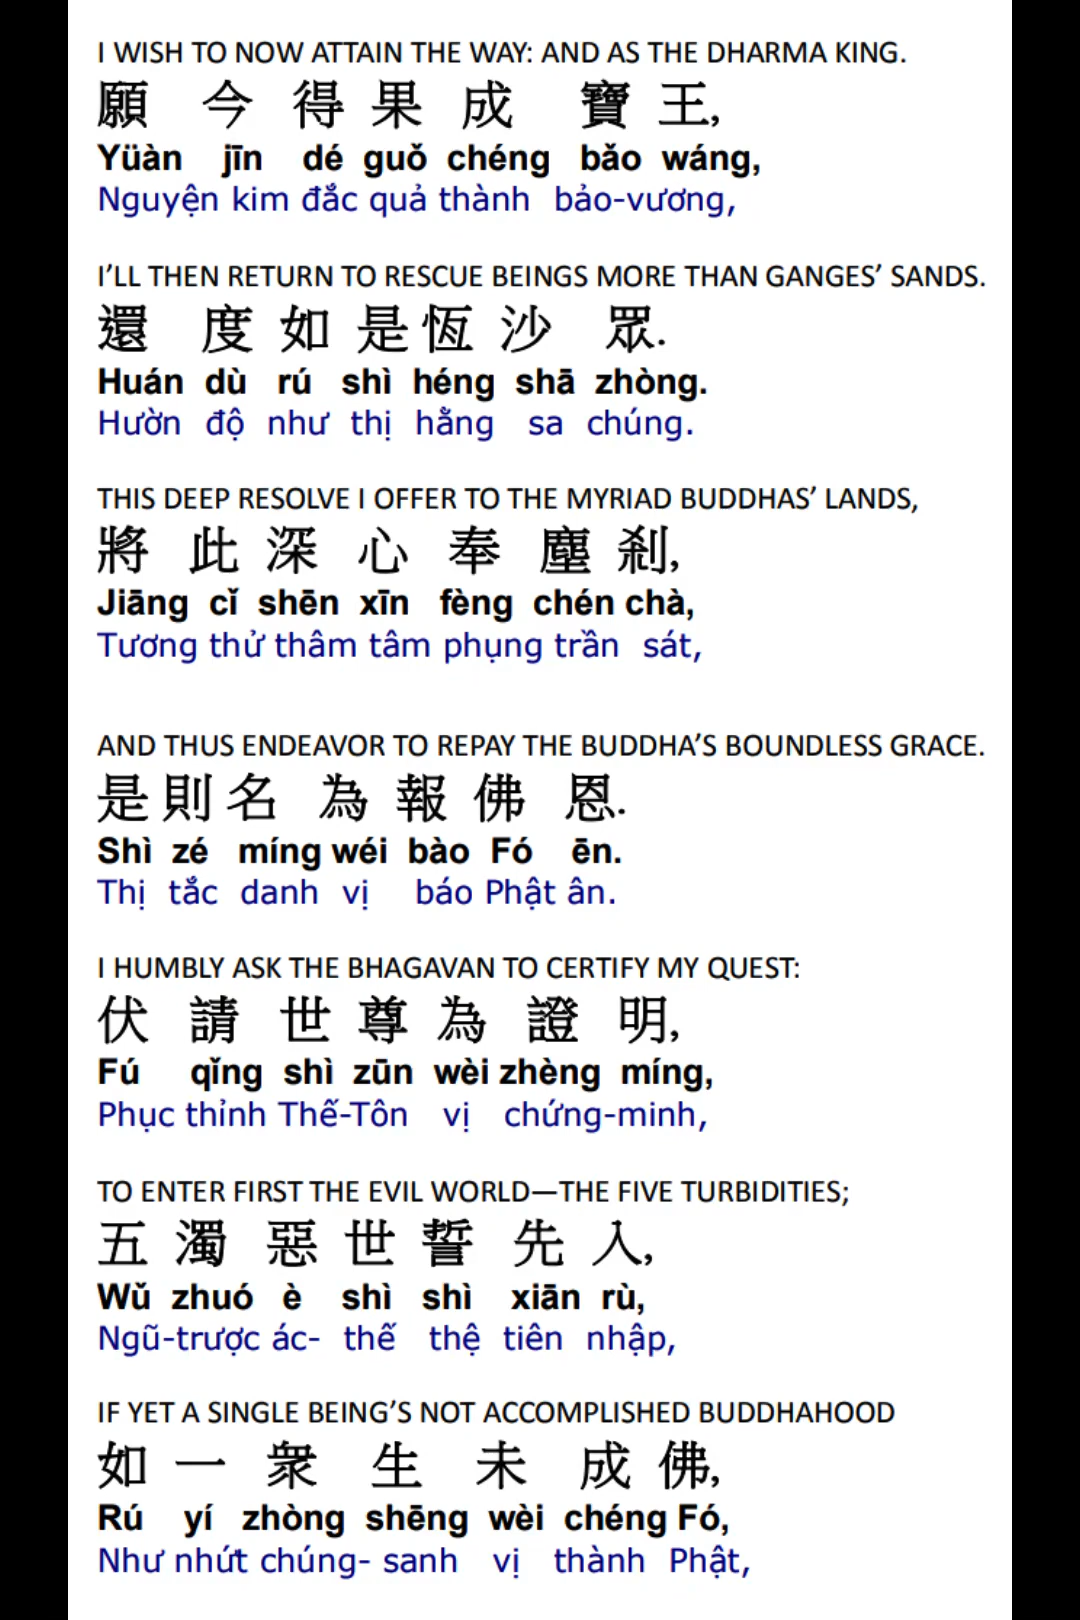 I WISH TO NOW ATTAIN THE WAY: AND AS THE DHARMA KING.
願 今 得 果 成 寶 王,
Yüàn jīn dé guǒ chéng bǎo wáng,
Nguyện kim đắc quả thành bảo-vương,
I’LL THEN RETURN TO RESCUE BEINGS MORE THAN GANGES’ SANDS.
還 度 如 是 恆 沙 眾.
Huán dù rú shì héng shā zhòng.
Hườn độ như thị hằng sa chúng.
THIS DEEP RESOLVE I OFFER TO THE MYRIAD BUDDHAS’ LANDS,
將 此 深 心 奉 塵 剎,
Jiāng cǐ shēn xīn fèng chén chà,
Tương thử thâm tâm phụng trần sát,
AND THUS ENDEAVOR TO REPAY THE BUDDHA’S BOUNDLESS GRACE.
是 則 名 為 報 佛 恩.
Shì zé míng wéi bào Fó ēn.
Thị tắc danh vị báo Phật ân.
I HUMBLY ASK THE BHAGAVAN TO CERTIFY MY QUEST:
伏 請 世 尊 為 證 明,
Fú qǐng shì zūn wèi zhèng míng,
Phục thỉnh Thế-Tôn vị chứng-minh,
TO ENTER FIRST THE EVIL WORLD—THE FIVE TURBIDITIES;
五 濁 惡 世 誓 先 入,
Wǔ zhuó è shì shì xiān rù,
Ngũ-trược ác- thế thệ tiên nhập,
IF YET A SINGLE BEING’S NOT ACCOMPLISHED BUDDHAHOOD
如 一 衆 生 未 成 佛,
Rú yí zhòng shēng wèi chéng Fó,
Như nhứt chúng- sanh vị thành Phật,